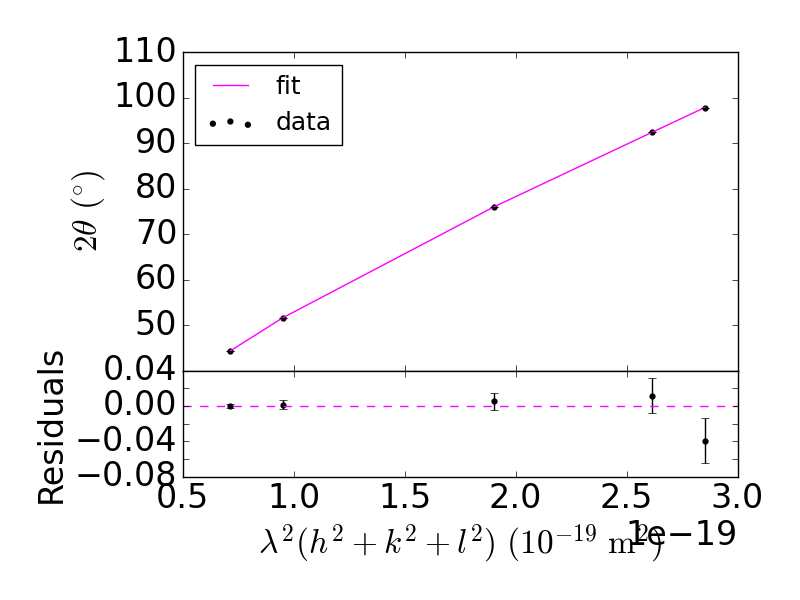 110
100
90
80
70
60
50
2θ (°)
fit
data
0.04
0.00
−0.04
−0.08
Residuals
0.5 1.0 1.5 2.0 2.5 3.0
1e−19
λ²(h² + k² + l²) (10⁻¹⁹ m²)